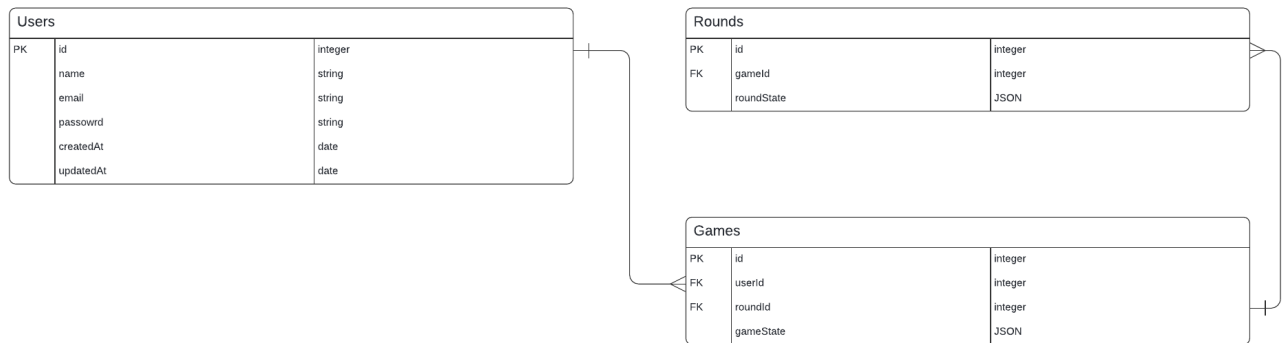 Users
PK id integer
name string
email string
passowrd string
createdAt date
updatedAt date
Rounds
PK id integer
FK gameId integer
roundState JSON
Games
PK id integer
FK userId integer
FK roundId integer
gameState JSON